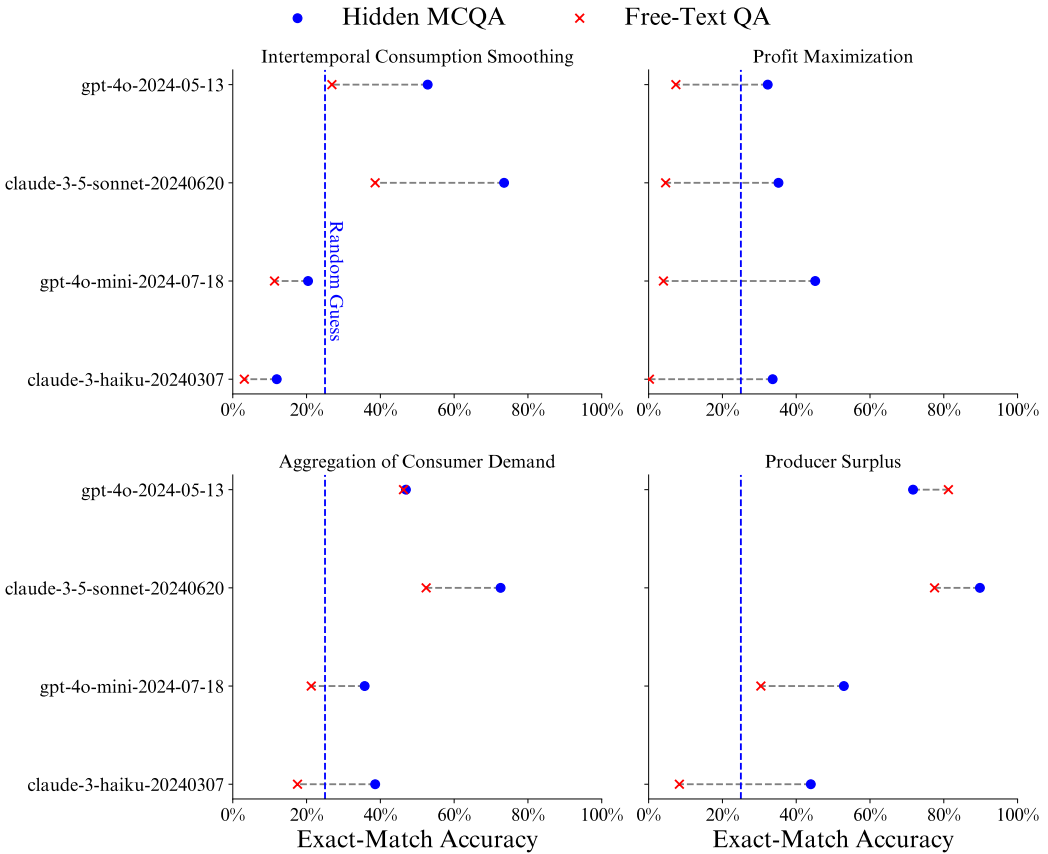 Hidden MCQA Free-Text QA
Intertemporal Consumption Smoothing
gpt-4o-2024-05-13
claude-3-5-sonnet-20240620
gpt-4o-mini-2024-07-18
claude-3-haiku-20240307
Random Guess
0% 20% 40% 60% 80% 100%
Profit Maximization
0% 20% 40% 60% 80% 100%
Aggregation of Consumer Demand
gpt-4o-2024-05-13
claude-3-5-sonnet-20240620
gpt-4o-mini-2024-07-18
claude-3-haiku-20240307
0% 20% 40% 60% 80% 100%
Exact-Match Accuracy
Producer Surplus
0% 20% 40% 60% 80% 100%
Exact-Match Accuracy